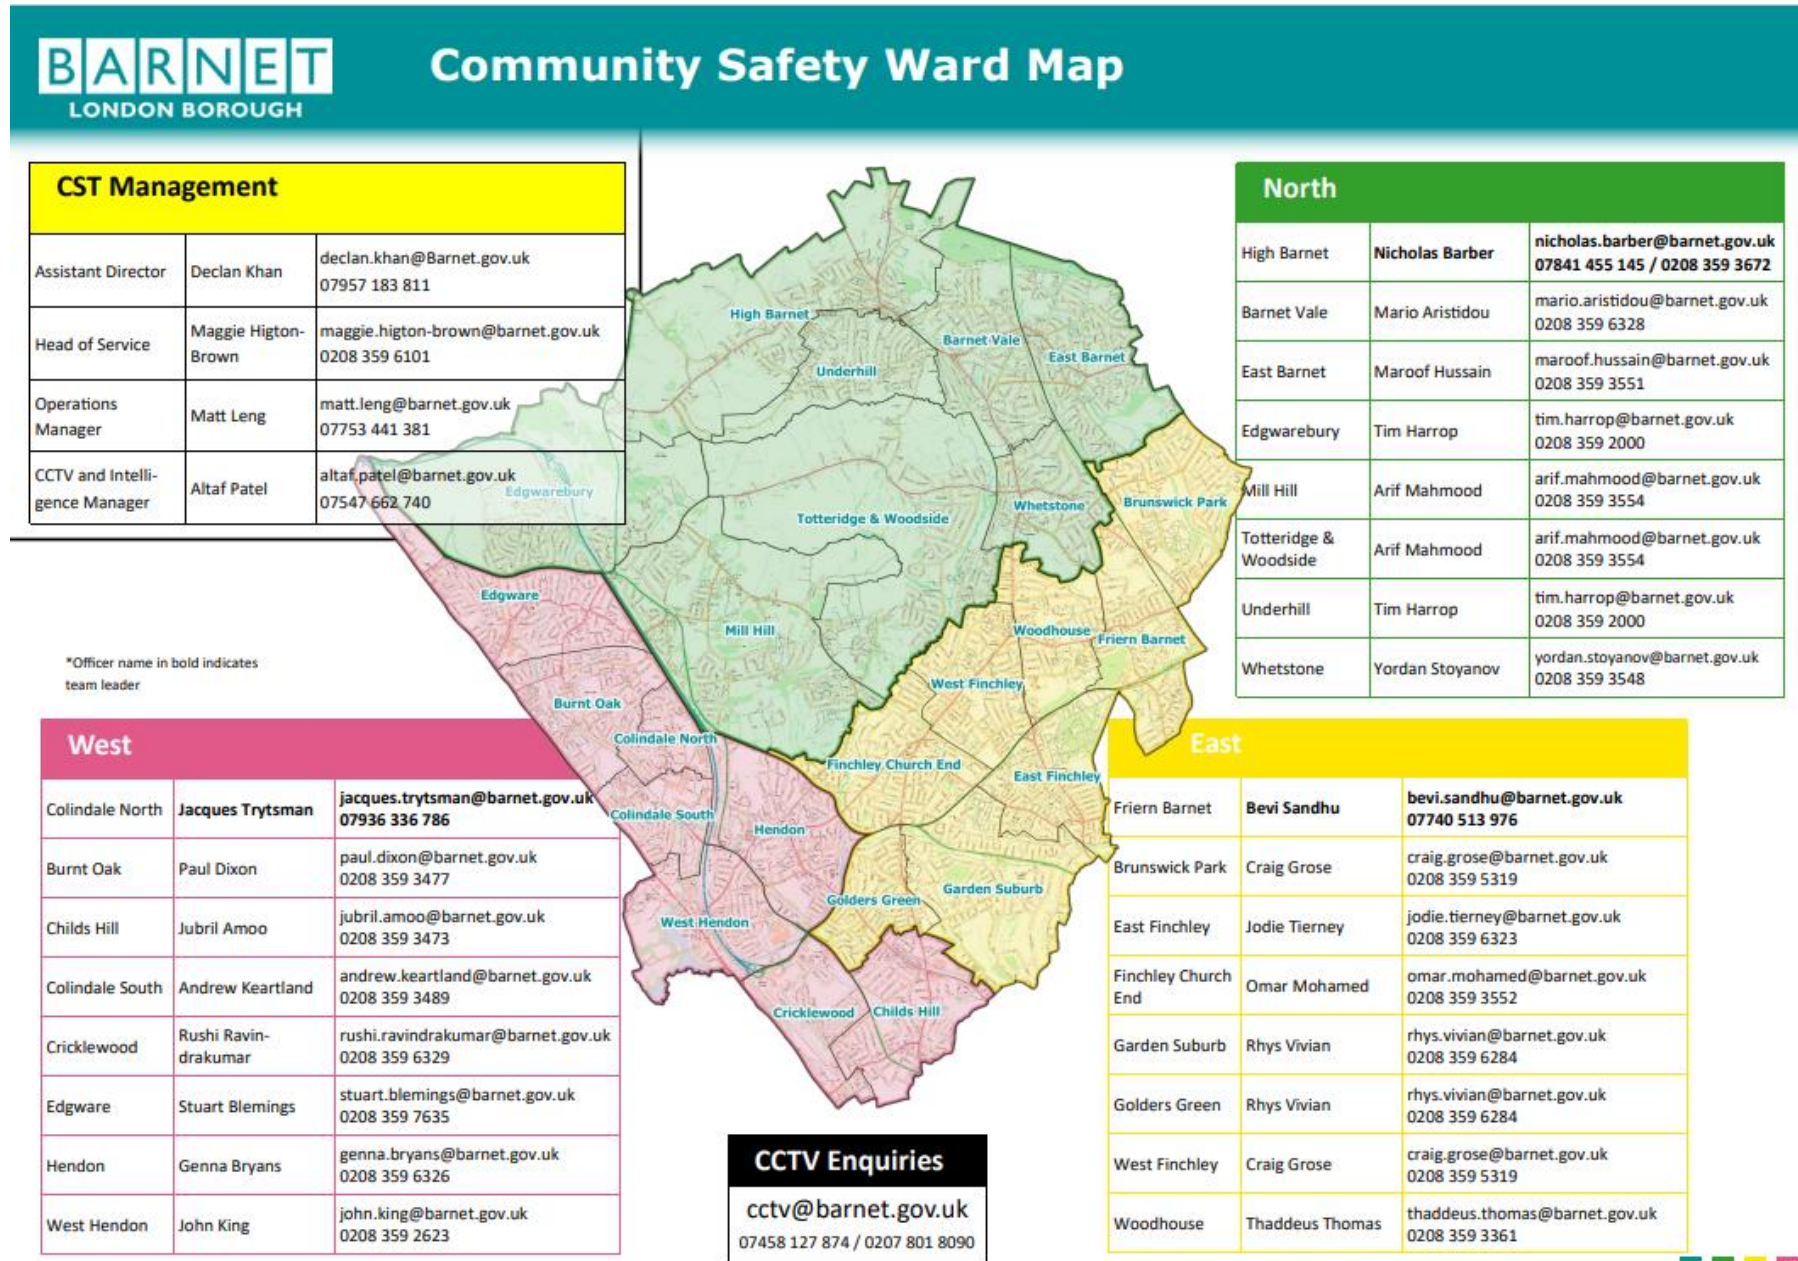 BARNET
LONDON BOROUGH
Community Safety Ward Map
CST Management
Assistant Director
Declan Khan
declan.khan@Barnet.gov.uk
07957 183 811
Head of Service
Maggie Higton-
Brown
maggie.higton-brown@barnet.gov.uk
0208 359 6101
Operations
Manager
Matt Leng
matt.leng@barnet.gov.uk
07753 441 381
CCTV and Intelli-
gence Manager
Altaf Patel
altaf.patel@barnet.gov.uk
07547 662 740
*Officer name in bold indicates
team leader
North
High Barnet
Nicholas Barber
nicholas.barber@barnet.gov.uk
07841 455 145 / 0208 359 3672
Barnet Vale
Mario Aristidou
mario.aristidou@barnet.gov.uk
0208 359 6328
East Barnet
Maroof Hussain
maroof.hussain@barnet.gov.uk
0208 359 3551
Edgwarebury
Tim Harrop
tim.harrop@barnet.gov.uk
0208 359 2000
Mill Hill
Arif Mahmood
arif.mahmood@barnet.gov.uk
0208 359 3554
Totteridge &
Woodside
Arif Mahmood
arif.mahmood@barnet.gov.uk
0208 359 3554
Underhill
Tim Harrop
tim.harrop@barnet.gov.uk
0208 359 2000
Whetstone
Yordan Stoyanov
yordan.stoyanov@barnet.gov.uk
0208 359 3548
High Barnet
Barnet Vale
East Barnet
Underhill
Edgwarebury
Totteridge & Woodside
Whetstone
Brunswick Park
Edgware
Mill Hill
Woodhouse
Friern Barnet
West Finchley
Burnt Oak
Colindale North
Finchley Church End
East Finchley
Colindale South
Hendon
Garden Suburb
Golders Green
West Hendon
Cricklewood
Childs Hill
West
Colindale North
Jacques Trytsman
jacques.trytsman@barnet.gov.uk
07936 336 786
Burnt Oak
Paul Dixon
paul.dixon@barnet.gov.uk
0208 359 3477
Childs Hill
Jubril Amoo
jubril.amoo@barnet.gov.uk
0208 359 3473
Colindale South
Andrew Keartland
andrew.keartland@barnet.gov.uk
0208 359 3489
Cricklewood
Rushi Ravin-
drakumar
rushi.ravindrakumar@barnet.gov.uk
0208 359 6329
Edgware
Stuart Blemings
stuart.blemings@barnet.gov.uk
0208 359 7635
Hendon
Genna Bryans
genna.bryans@barnet.gov.uk
0208 359 6326
West Hendon
John King
john.king@barnet.gov.uk
0208 359 2623
CCTV Enquiries
cctv@barnet.gov.uk
07458 127 874 / 0207 801 8090
East
Friern Barnet
Bevi Sandhu
bevi.sandhu@barnet.gov.uk
07740 513 976
Brunswick Park
Craig Grose
craig.grose@barnet.gov.uk
0208 359 5319
East Finchley
Jodie Tierney
jodie.tierney@barnet.gov.uk
0208 359 6323
Finchley Church
End
Omar Mohamed
omar.mohamed@barnet.gov.uk
0208 359 3552
Garden Suburb
Rhys Vivian
rhys.vivian@barnet.gov.uk
0208 359 6284
Golders Green
Rhys Vivian
rhys.vivian@barnet.gov.uk
0208 359 6284
West Finchley
Craig Grose
craig.grose@barnet.gov.uk
0208 359 5319
Woodhouse
Thaddeus Thomas
thaddeus.thomas@barnet.gov.uk
0208 359 3361